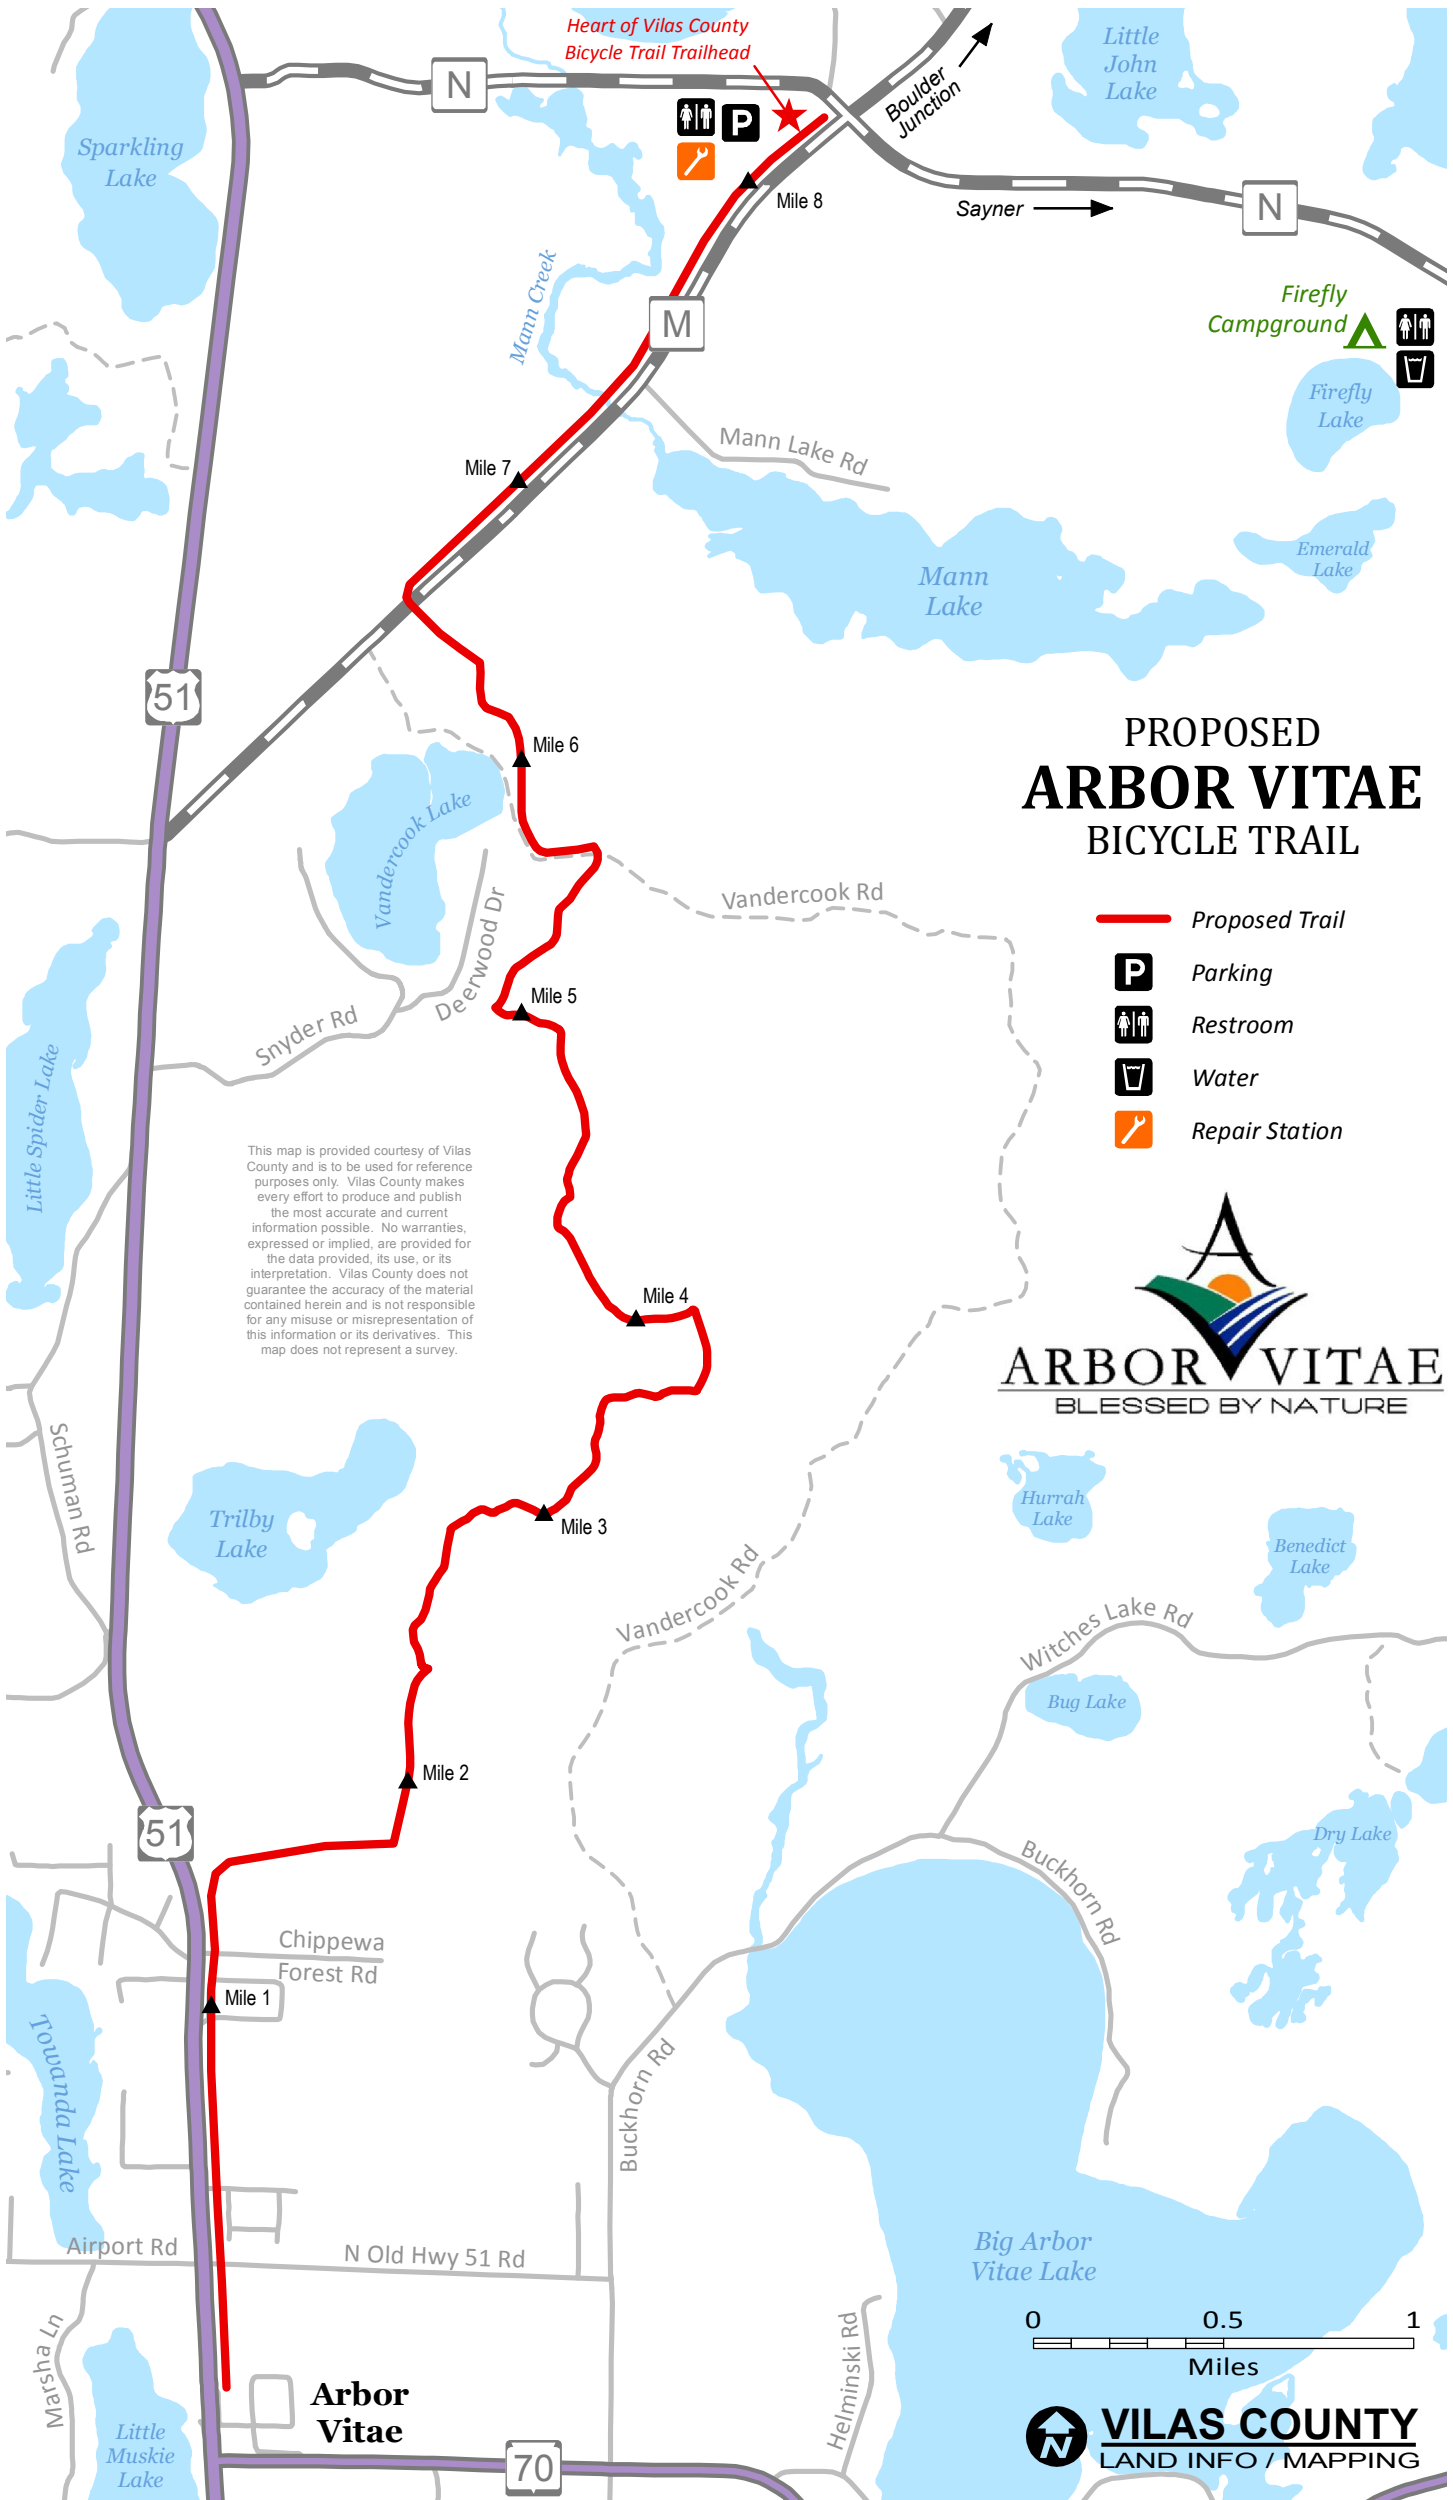 Heart of Vilas County
Bicycle Trail Trailhead
Little
John
Lake
N
Boulder
Junction
P
Sparkling
Lake
Mile 8
Sayner
N
Mann Creek
Firefly
Campground
M
Firefly
Lake
Mann Lake Rd
Mile 7
Emerald
Lake
Mann
Lake
51
PROPOSED
ARBOR VITAE
BICYCLE TRAIL
Mile 6
Vandercook Lake
Vandercook Rd
Proposed Trail
P
Parking
Restroom
Water
Repair Station
Deerwood Dr
Mile 5
Snyder Rd
Little Spider Lake
This map is provided courtesy of Vilas
County and is to be used for reference
purposes only. Vilas County makes
every effort to produce and publish
the most accurate and current
information possible. No warranties,
expressed or implied, are provided for
the data provided, its use, or its
interpretation. Vilas County does not
guarantee the accuracy of the material
contained herein and is not responsible
for any misuse or misrepresentation of
this information or its derivatives. This
map does not represent a survey.
Mile 4
A
ARBOR VITAE
BLESSED BY NATURE
Schuman Rd
Trilby
Lake
Mile 3
Hurrah
Lake
Benedict
Lake
Vandercook Rd
Witches Lake Rd
Bug Lake
Mile 2
51
Dry Lake
Buckhorn Rd
Chippewa
Forest Rd
Mile 1
Towanda Lake
Buckhorn Rd
Airport Rd
N Old Hwy 51 Rd
Big Arbor
Vitae Lake
Marsha Ln
Helminski Rd
0 0.5 1
Miles
Arbor
Vitae
Little
Muskie
Lake
70
N
VILAS COUNTY
LAND INFO / MAPPING